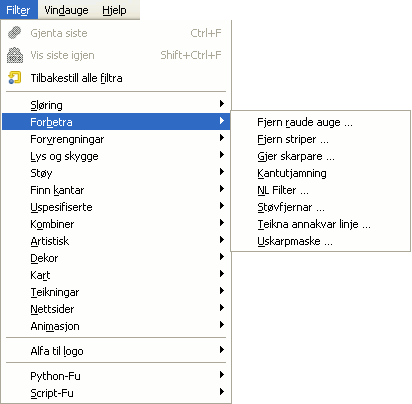 Filter Vindauge Hjelp
Gjenta siste Ctrl+F
Vis siste igjen Shift+Ctrl+F
Tilbakestill alle filtra
Sløring
Forbetra
Forvrengningar
Lys og skygge
Støy
Finn kantar
Uspesifiserte
Kombiner
Artistisk
Dekor
Kart
Teikningar
Nettsider
Animasjon
Alfa til logo
Python-Fu
Script-Fu
Fjern raude auge ...
Fjern striper ...
Gjer skarpare ...
Kantutjamning
NL Filter ...
Støvfjernar ...
Teikna annakvar linje ...
Uskarpmaske ...